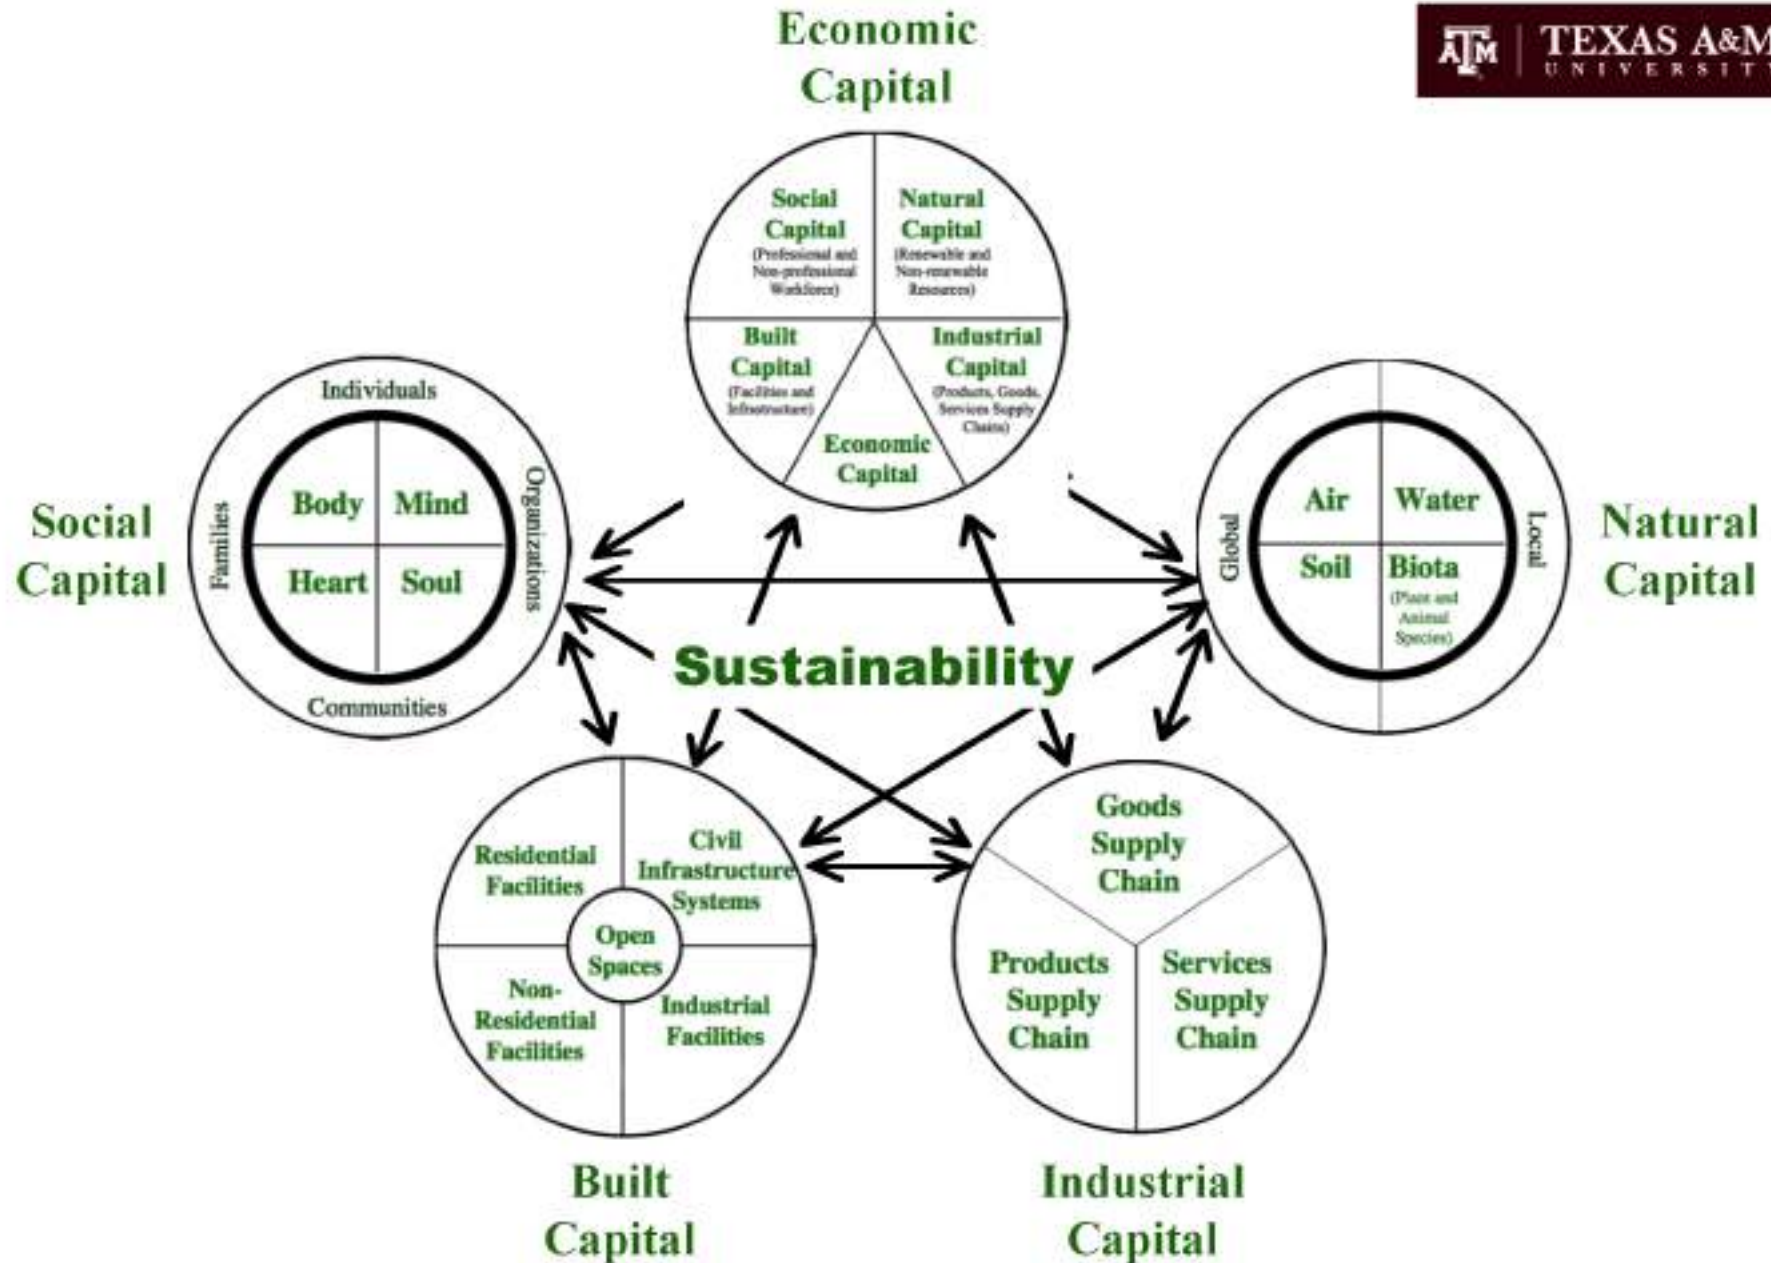 Economic
Capital
ATM
TEXAS A&M
UNIVERSITY
Social
Capital
(Professional and
Non-professional
Workforce)
Natural
Capital
(Renewable and
Non-renewable
Resources)
Built
Capital
(Facilities and
Infrastructure)
Industrial
Capital
(Products, Goods,
Services Supply
Chains)
Economic
Capital
Social
Capital
Individuals
Families
Organizations
Communities
Body
Mind
Heart
Soul
Global
Local
Air
Water
Soil
Biota
(Plant and
Animal
Species)
Natural
Capital
Sustainability
Residential
Facilities
Civil
Infrastructure
Systems
Open
Spaces
Non-
Residential
Facilities
Industrial
Facilities
Goods
Supply
Chain
Products
Supply
Chain
Services
Supply
Chain
Built
Capital
Industrial
Capital